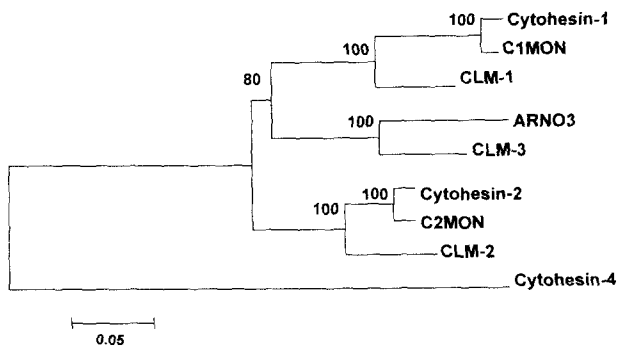 100 Cytohesin-1
100 C1MON
80 CLM-1
100 ARNO3
CLM-3
100 Cytohesin-2
100 C2MON
CLM-2
Cytohesin-4
0.05